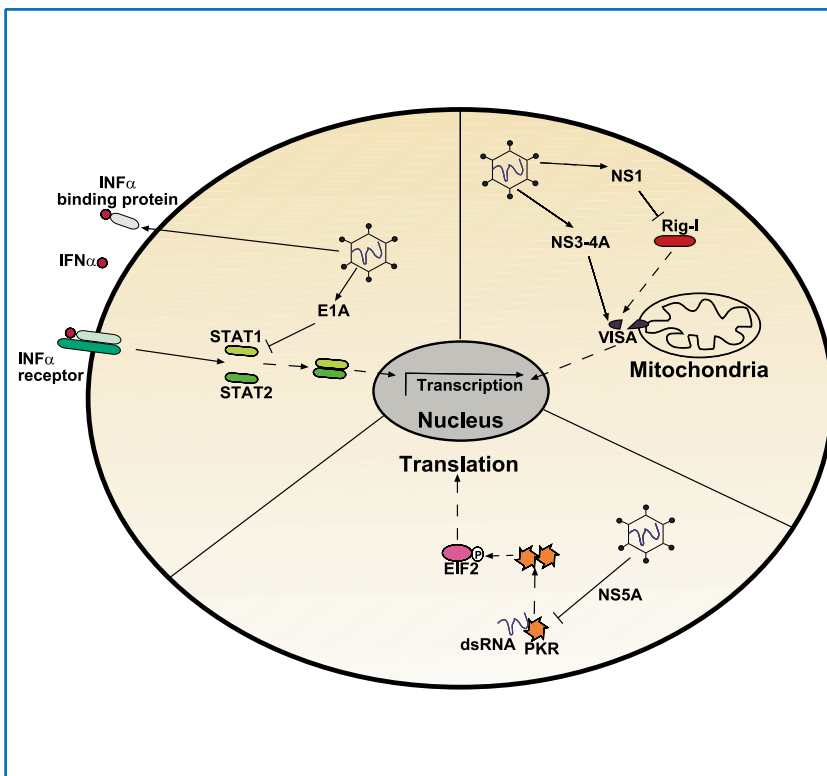 INFα
binding protein
IFNα
INFα
receptor
E1A
STAT1
STAT2
NS1
Rig-I
NS3-4A
VISA
Mitochondria
Transcription
Nucleus
Translation
EIF2
P
NS5A
dsRNA
PKR